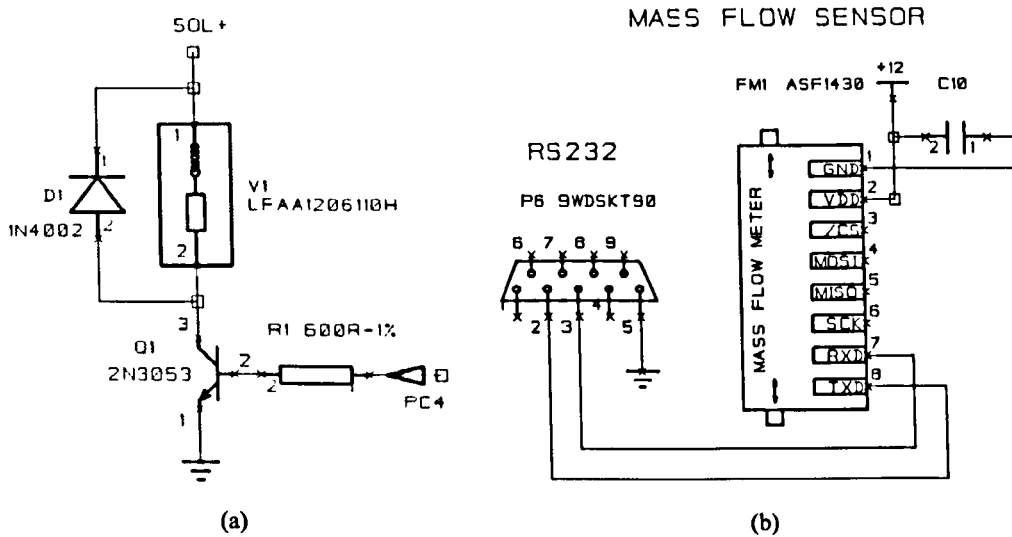 SOL+
1
V1
LFAA1206110H
2
1
D1
1N4002
2
3
Q1
2N3053
2
1
R1 600R-1%
2
1
PC4
(a)
MASS FLOW SENSOR
RS232
P6 9WDSKT90
6 7 8 9
1 2 3 4 5
FM1 ASF1430
+12
C10
2 1
MASS FLOW METER
GND 1
VDD 2
/CS 3
MOSI 4
MISO 5
SCK 6
RXD 7
TXD 8
(b)